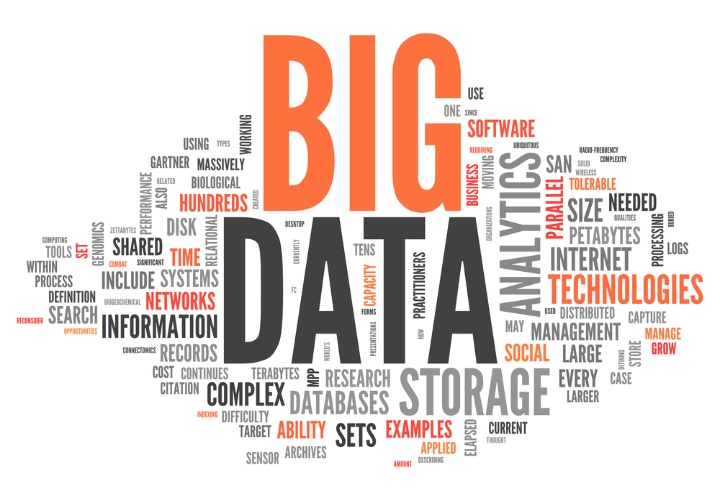 BIG
DATA
USE
ONE
SINCE
SOFTWARE
WORKING
USING
TYPES
GARTNER
MASSIVELY
RELATED
BIOLOGICAL
PERFORMANCE
ALSO
HUNDREDS
CREATED
REQUIRING
UBIQUITOUS
BUSINESS
MOVING
ANALYTICS
ORGANIZATIONS
SAN
RADIO-FREQUENCY
COMPLEXITY
SOLID
WIRELESS
TOLERABLE
PARALLEL
SIZE
NEEDED
QUALITIES
PETABYTES
PROCESSING
LOGS
INTERNET
TECHNOLOGIES
ZETTABYTES
DISK
RELATIONAL
DESKTOP
CURRENTLY
COMPUTING
TOOLS
SET
GENOMICS
SHARED
COMBAT
SIGNIFICANT
TIME
WITHIN
PROCESS
INCLUDE
SYSTEMS
DEFINITION
BIOGEOCHEMICAL
NETWORKS
RECONSIDER
SEARCH
OPPORTUNITIES
INFORMATION
CONNECTOMICS
RECORDS
FC
TENS
CAPACITY
FORMS
PRESENTATIONS
PRACTITIONERS
NOW
WORLD'S
USED
DISTRIBUTED
CAPTURE
MAY
MANAGEMENT
MANAGE
GROW
SOCIAL
LARGE
DEFINING
STORE
COST
CONTINUES
TERABYTES
MPP
RESEARCH
STORAGE
EVERY
CASE
CITATION
COMPLEX
DATABASES
LARGER
INDEXING
DIFFICULTY
TARGET
ABILITY
SETS
EXAMPLES
ELAPSED
CURRENT
THOUGHT
SENSOR
ARCHIVES
APPLIED
AMOUNT
DESCRIBING